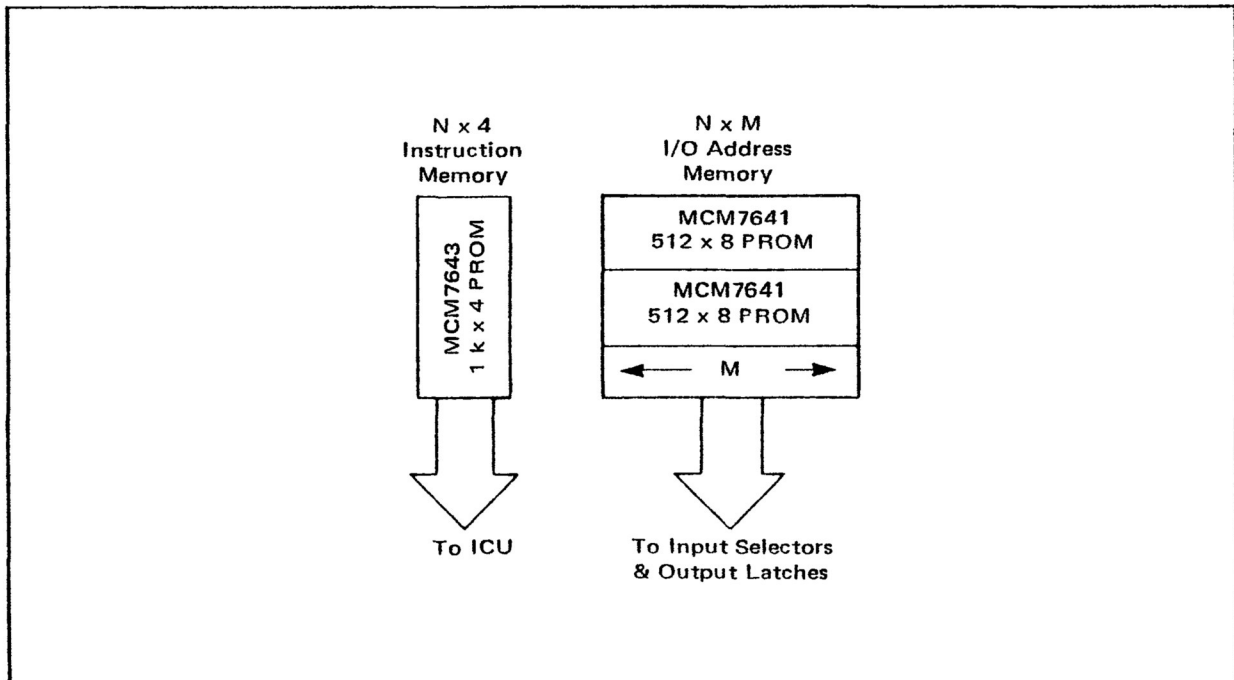 N x 4
Instruction
Memory
MCM7643
1 k x 4 PROM
To ICU
N x M
I/O Address
Memory
MCM7641
512 x 8 PROM
MCM7641
512 x 8 PROM
M
To Input Selectors
& Output Latches